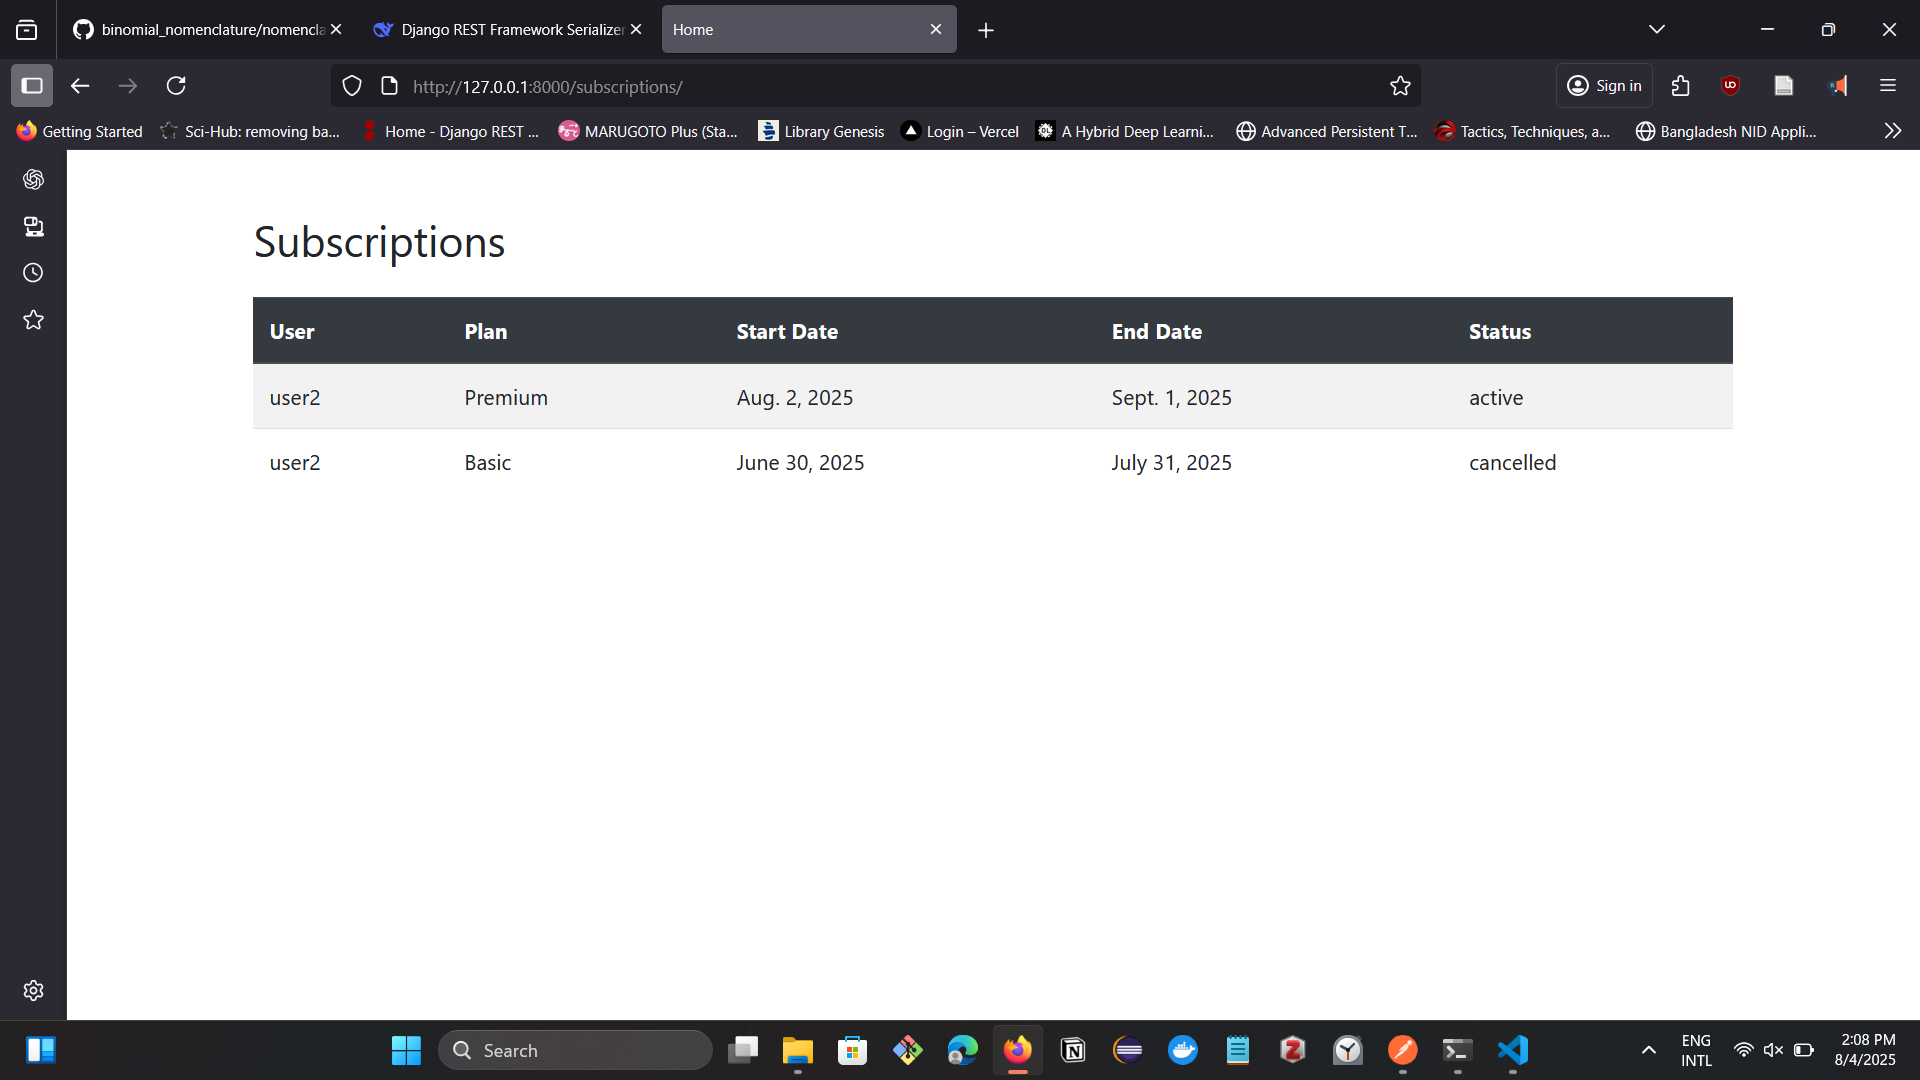 binomial_nomenclature/nomencla
Django REST Framework Serializer
Home
http://127.0.0.1:8000/subscriptions/
Sign in
Getting Started
Sci-Hub: removing ba...
Home - Django REST ...
MARUGOTO Plus (Sta...
Library Genesis
Login – Vercel
A Hybrid Deep Learni...
Advanced Persistent T...
Tactics, Techniques, a...
Bangladesh NID Appli...
Subscriptions
User Plan Start Date End Date Status
user2 Premium Aug. 2, 2025 Sept. 1, 2025 active
user2 Basic June 30, 2025 July 31, 2025 cancelled
Search
ENG
INTL
2:08 PM
8/4/2025